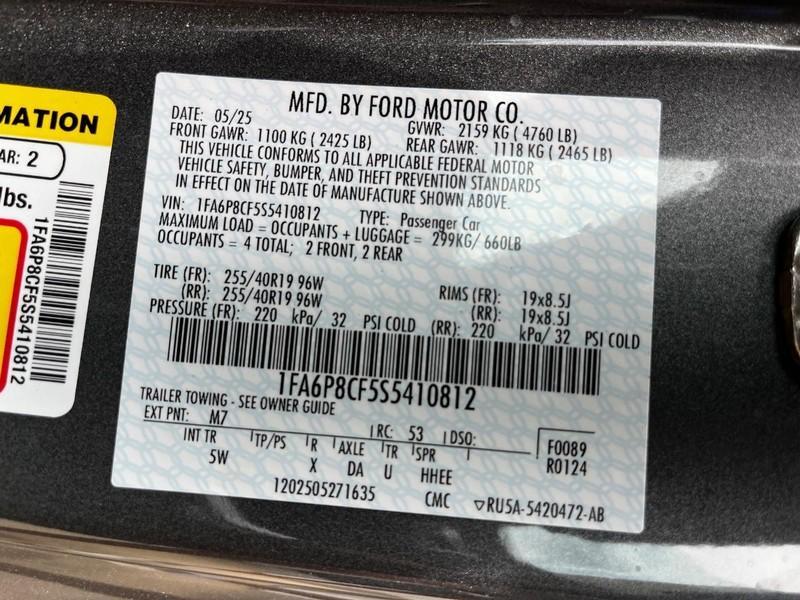 MATION
AR: 2
lbs.
1FA6P8CF5S5410812
MFD. BY FORD MOTOR CO.
DATE: 05/25 GVWR: 2159 KG ( 4760 LB)
FRONT GAWR: 1100 KG ( 2425 LB) REAR GAWR: 1118 KG ( 2465 LB)
THIS VEHICLE CONFORMS TO ALL APPLICABLE FEDERAL MOTOR
VEHICLE SAFETY, BUMPER, AND THEFT PREVENTION STANDARDS
IN EFFECT ON THE DATE OF MANUFACTURE SHOWN ABOVE.
VIN: 1FA6P8CF5S5410812 TYPE: Passenger Car
MAXIMUM LOAD = OCCUPANTS + LUGGAGE = 299KG/ 660LB
OCCUPANTS = 4 TOTAL; 2 FRONT, 2 REAR
TIRE (FR): 255/40R19 96W RIMS (FR): 19x8.5J
(RR): 255/40R19 96W (RR): 19x8.5J
PRESSURE (FR): 220 kPa/ 32 PSI COLD (RR): 220 kPa/ 32 PSI COLD
1FA6P8CF5S5410812
TRAILER TOWING - SEE OWNER GUIDE
EXT PNT: M7 RC: 53 DSO: F0089
INT TR TP/PS R AXLE TR SPR R0124
5W X DA U HHEE
1202505271635 CMC ▽RU5A-5420472-AB